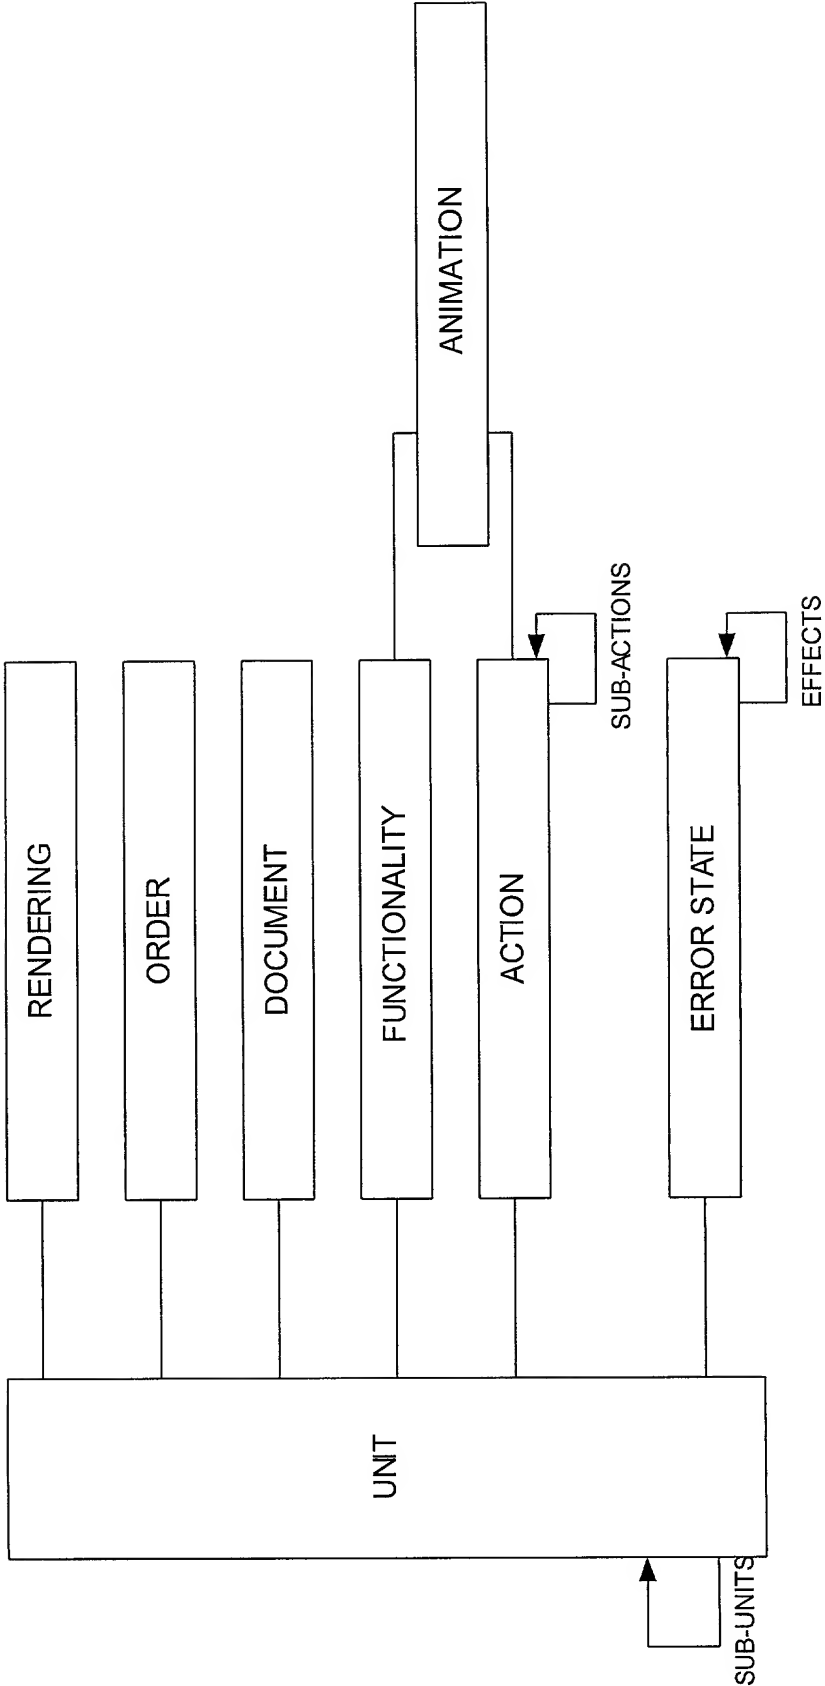 UNIT
SUB-UNITS
RENDERING
ORDER
DOCUMENT
FUNCTIONALITY
ACTION
SUB-ACTIONS
ERROR STATE
EFFECTS
ANIMATION